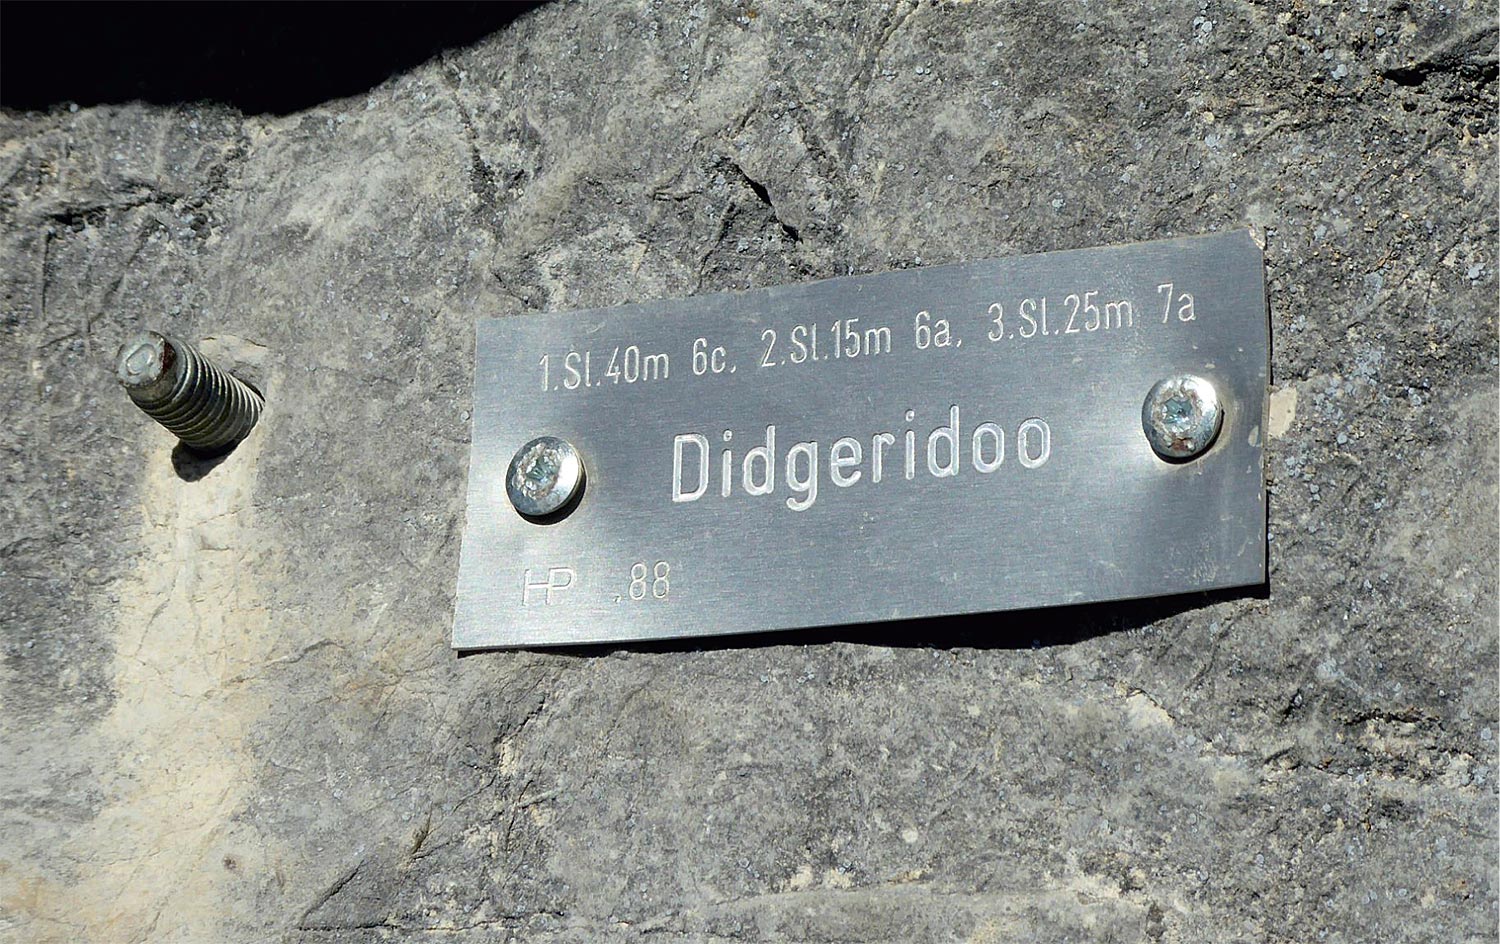 1.Sl.40m 6c. 2.Sl.15m 6a. 3.Sl.25m 7a
Didgeridoo
HP .88